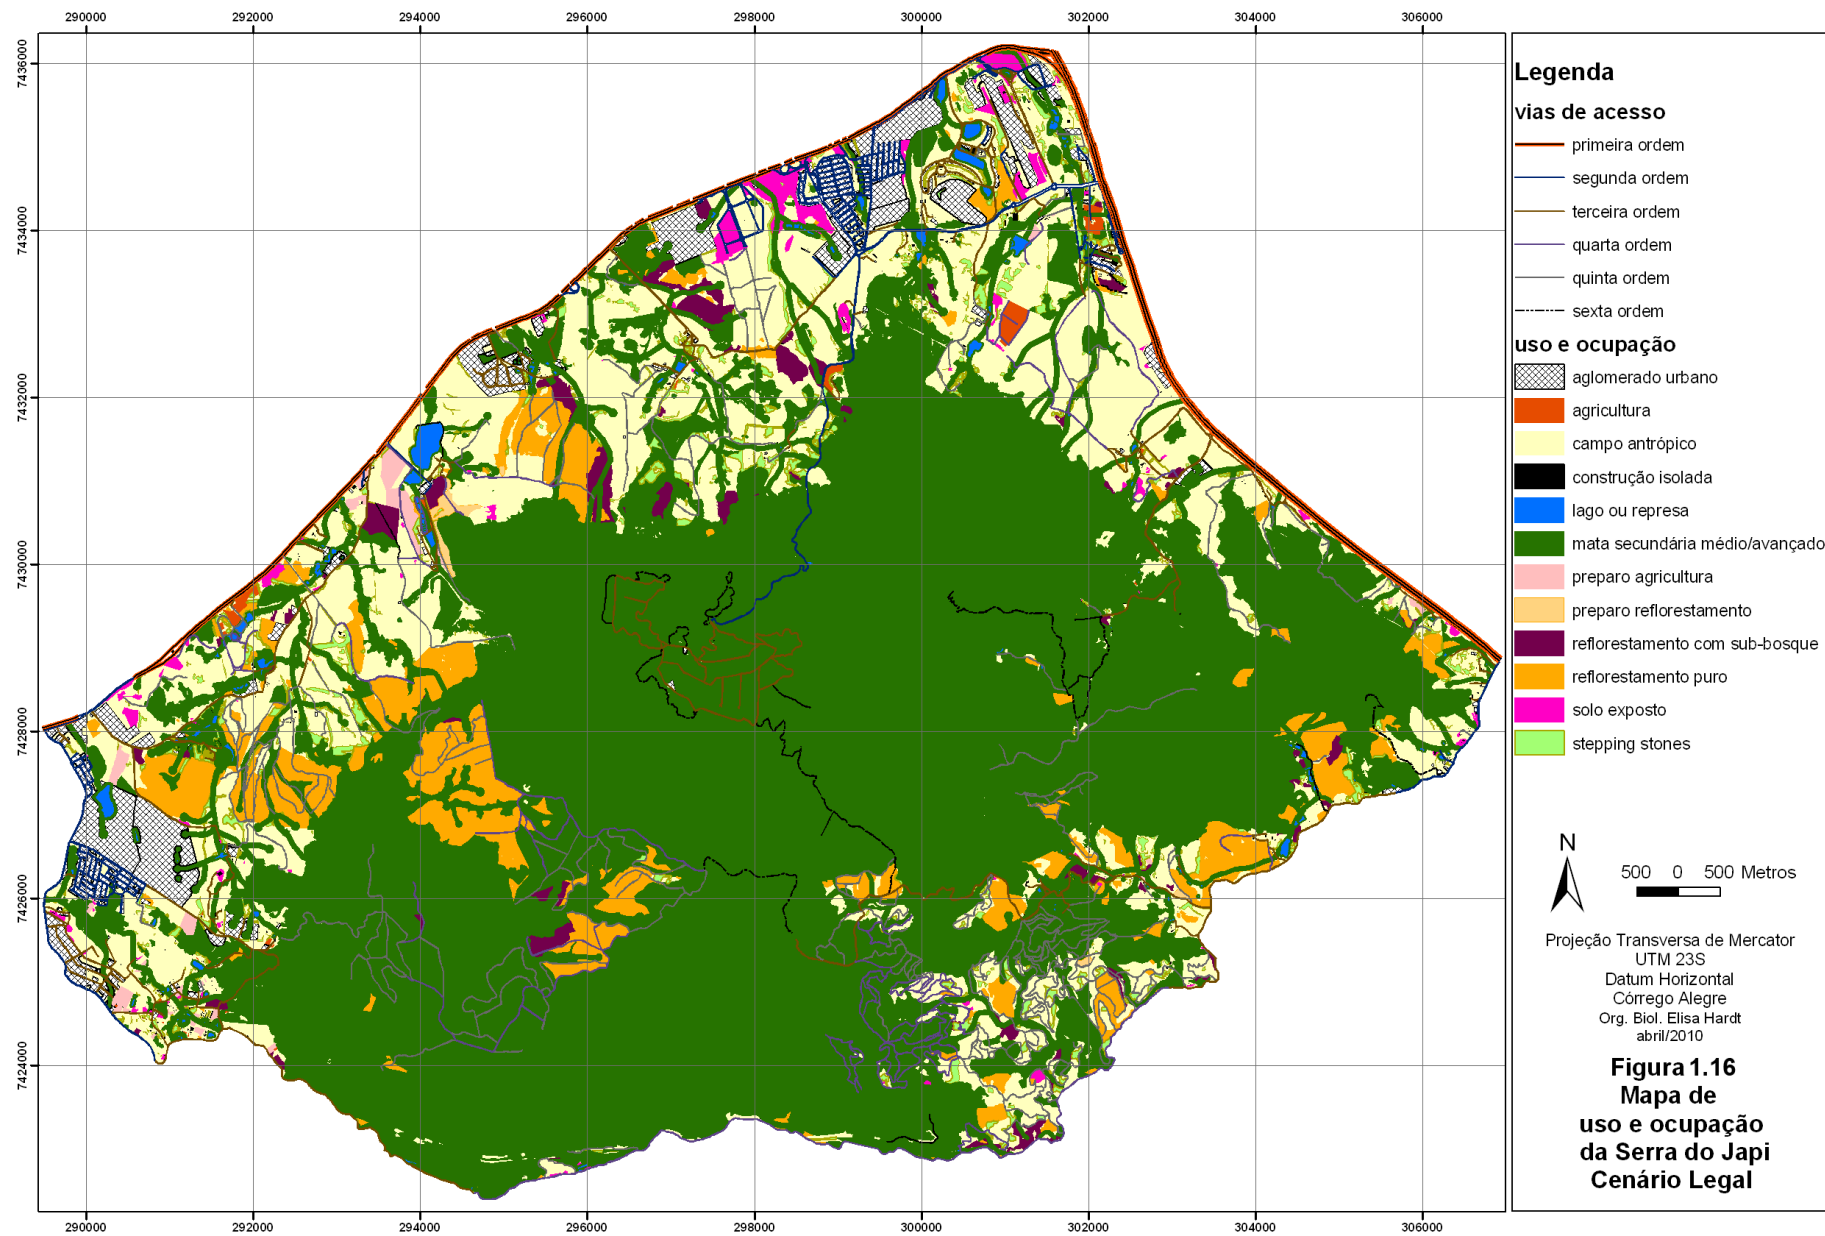 290000 292000 294000 296000 298000 300000 302000 304000 306000
7436000
7434000
7432000
7430000
7428000
7426000
7424000
290000 292000 294000 296000 298000 300000 302000 304000 306000
Legenda
vias de acesso
primeira ordem
segunda ordem
terceira ordem
quarta ordem
quinta ordem
sexta ordem
uso e ocupação
aglomerado urbano
agricultura
campo antrópico
construção isolada
lago ou represa
mata secundária médio/avançado
preparo agricultura
preparo reflorestamento
reflorestamento com sub-bosque
reflorestamento puro
solo exposto
stepping stones
N
500 0 500 Metros
Projeção Transversa de Mercator
UTM 23S
Datum Horizontal
Córrego Alegre
Org. Biol. Elisa Hardt
abril/2010
Figura 1.16
Mapa de
uso e ocupação
da Serra do Japi
Cenário Legal